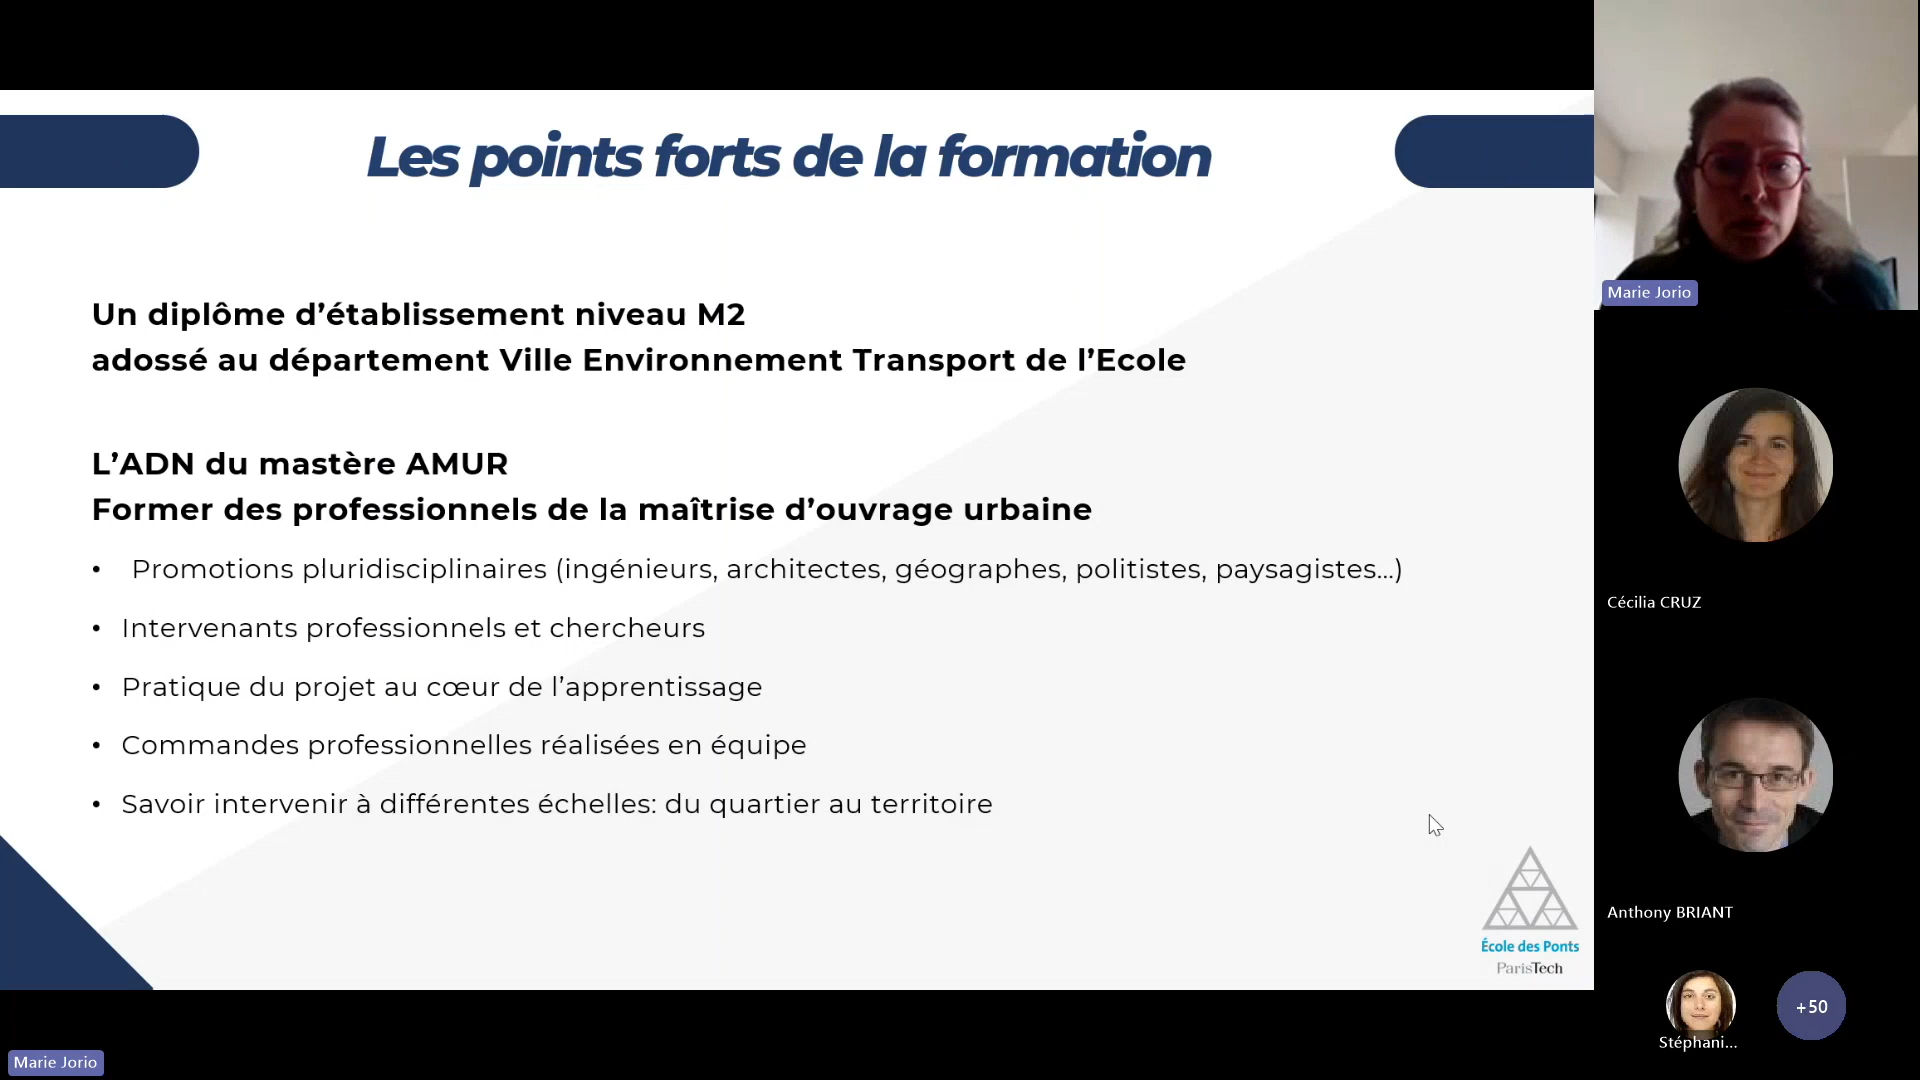 Les points forts de la formation
Un diplôme d’établissement niveau M2
adossé au département Ville Environnement Transport de l’Ecole
L’ADN du mastère AMUR
Former des professionnels de la maîtrise d’ouvrage urbaine
• Promotions pluridisciplinaires (ingénieurs, architectes, géographes, politistes, paysagistes...)
• Intervenants professionnels et chercheurs
• Pratique du projet au cœur de l’apprentissage
• Commandes professionnelles réalisées en équipe
• Savoir intervenir à différentes échelles: du quartier au territoire
École des Ponts
ParisTech
Marie Jorio
Cécilia CRUZ
Anthony BRIANT
Stéphani...
+50
Marie Jorio